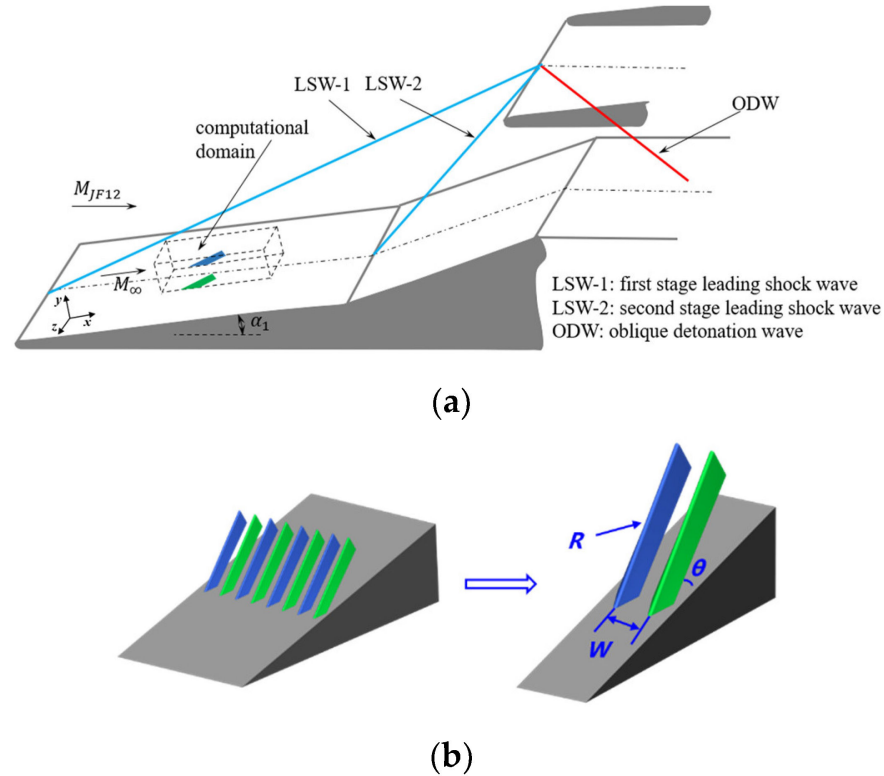 LSW-1 LSW-2
computational
domain
ODW
M_JF12
M_∞
y
x
z
α_1
LSW-1: first stage leading shock wave
LSW-2: second stage leading shock wave
ODW: oblique detonation wave
(a)
R
θ
W
(b)